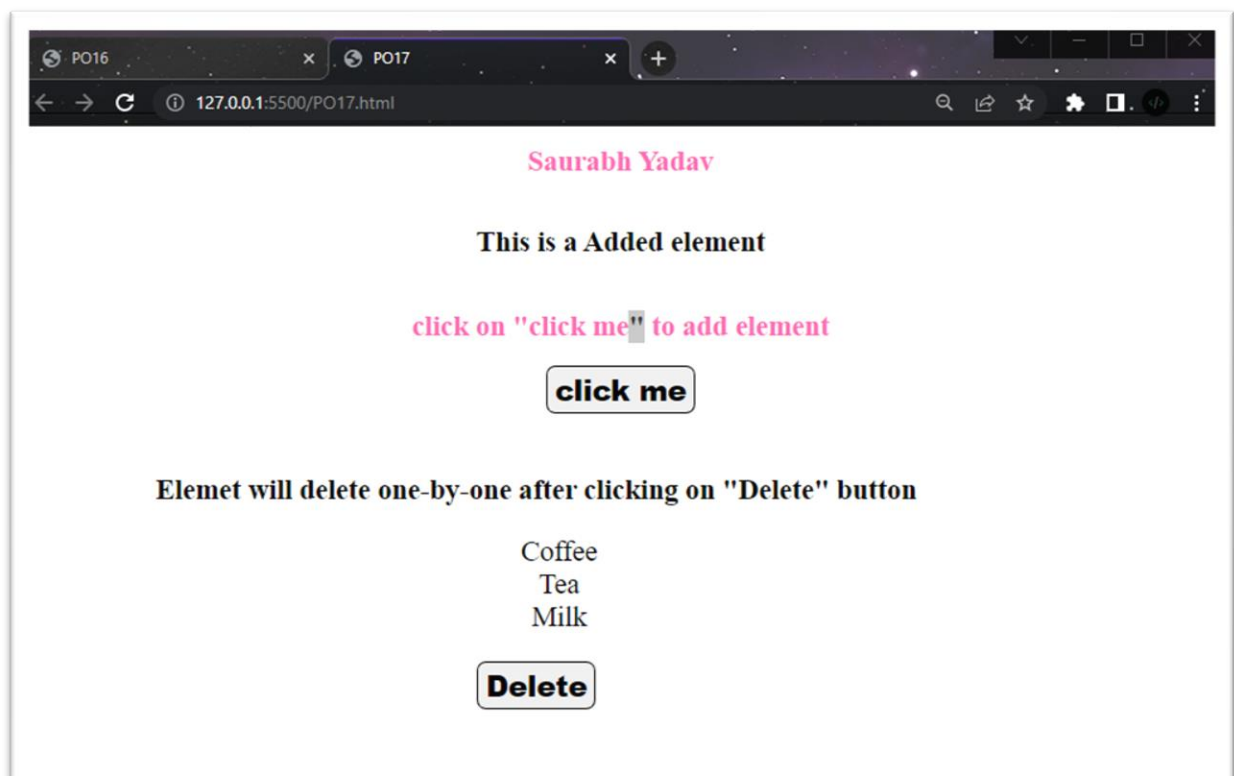 PO16
PO17
127.0.0.1:5500/PO17.html
Saurabh Yadav
This is a Added element
click on "click me" to add element
click me
Elemet will delete one-by-one after clicking on "Delete" button
Coffee
Tea
Milk
Delete